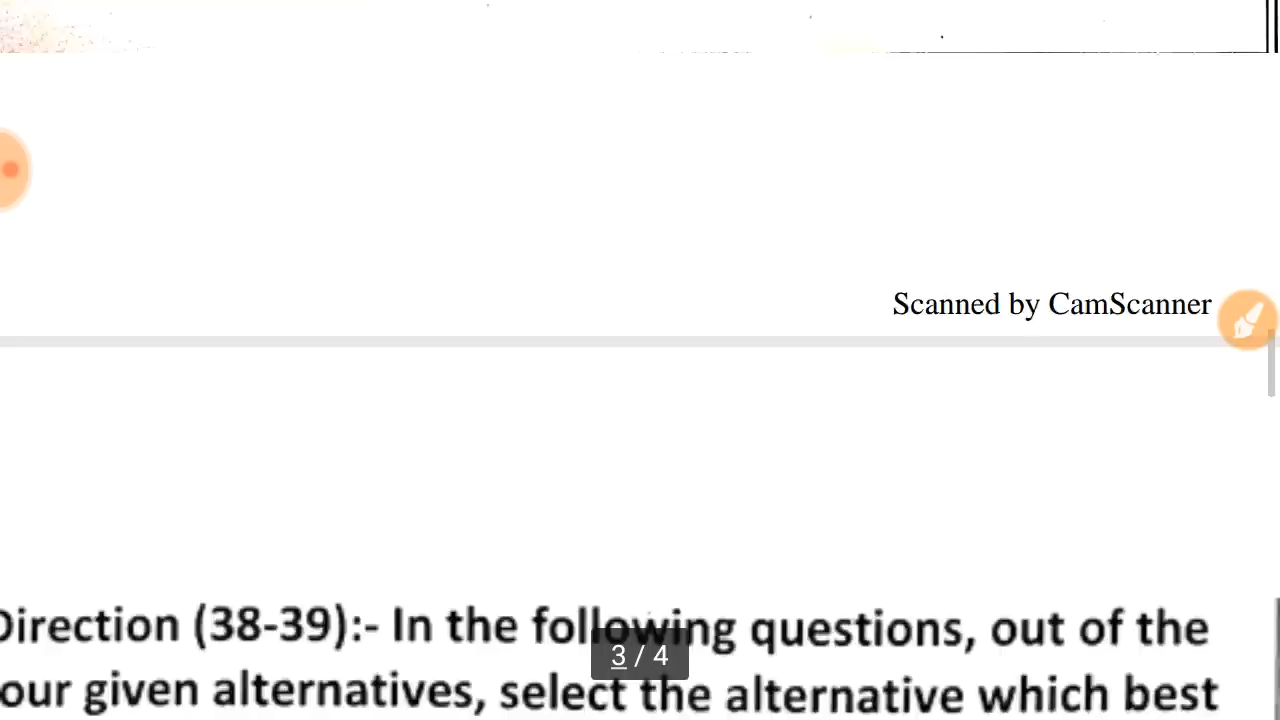 Scanned by CamScanner
Direction (38-39):- In the following questions, out of the
3 / 4
our given alternatives, select the alternative which best